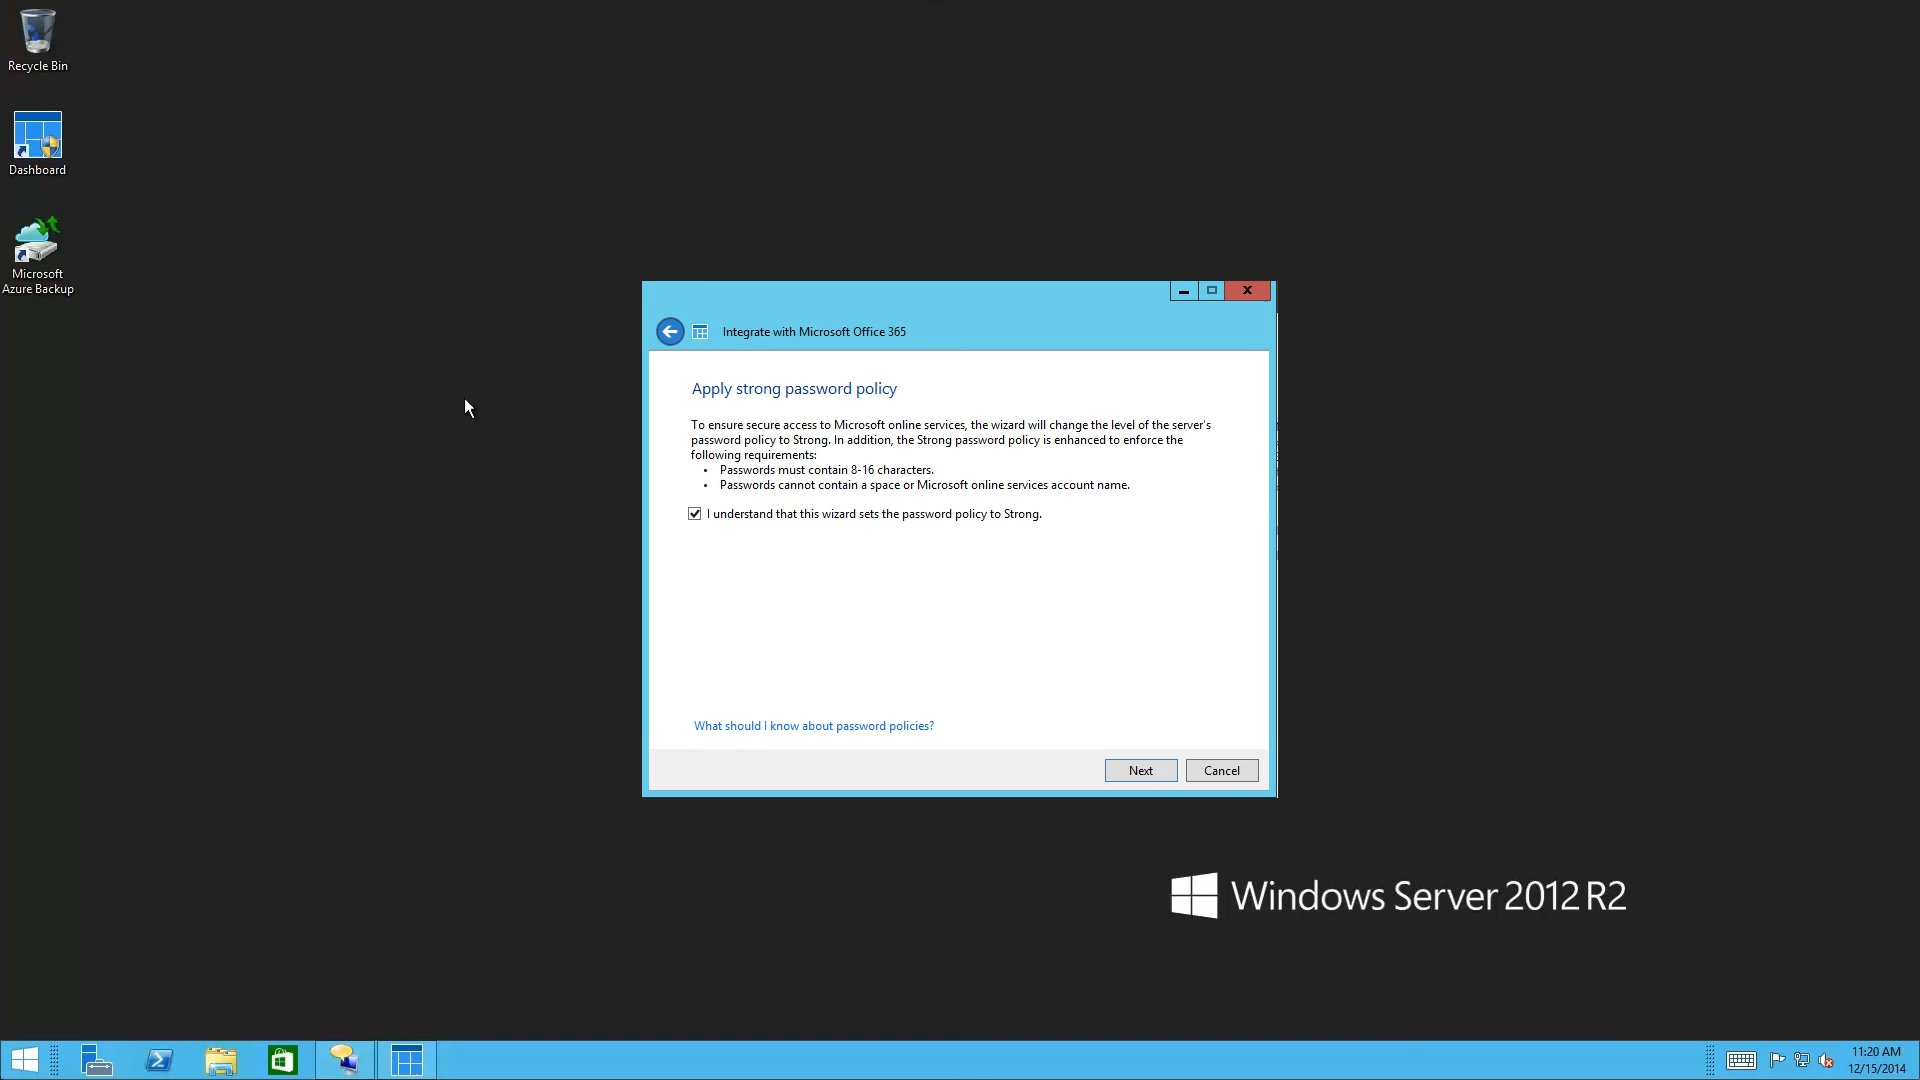 Recycle Bin
Dashboard
Microsoft
Azure Backup
X
Integrate with Microsoft Office 365
Apply strong password policy
To ensure secure access to Microsoft online services, the wizard will change the level of the server's
password policy to Strong. In addition, the Strong password policy is enhanced to enforce the
following requirements:
• Passwords must contain 8-16 characters.
• Passwords cannot contain a space or Microsoft online services account name.
I understand that this wizard sets the password policy to Strong.
What should I know about password policies?
Next
Cancel
Windows Server 2012 R2
11:20 AM
12/15/2014